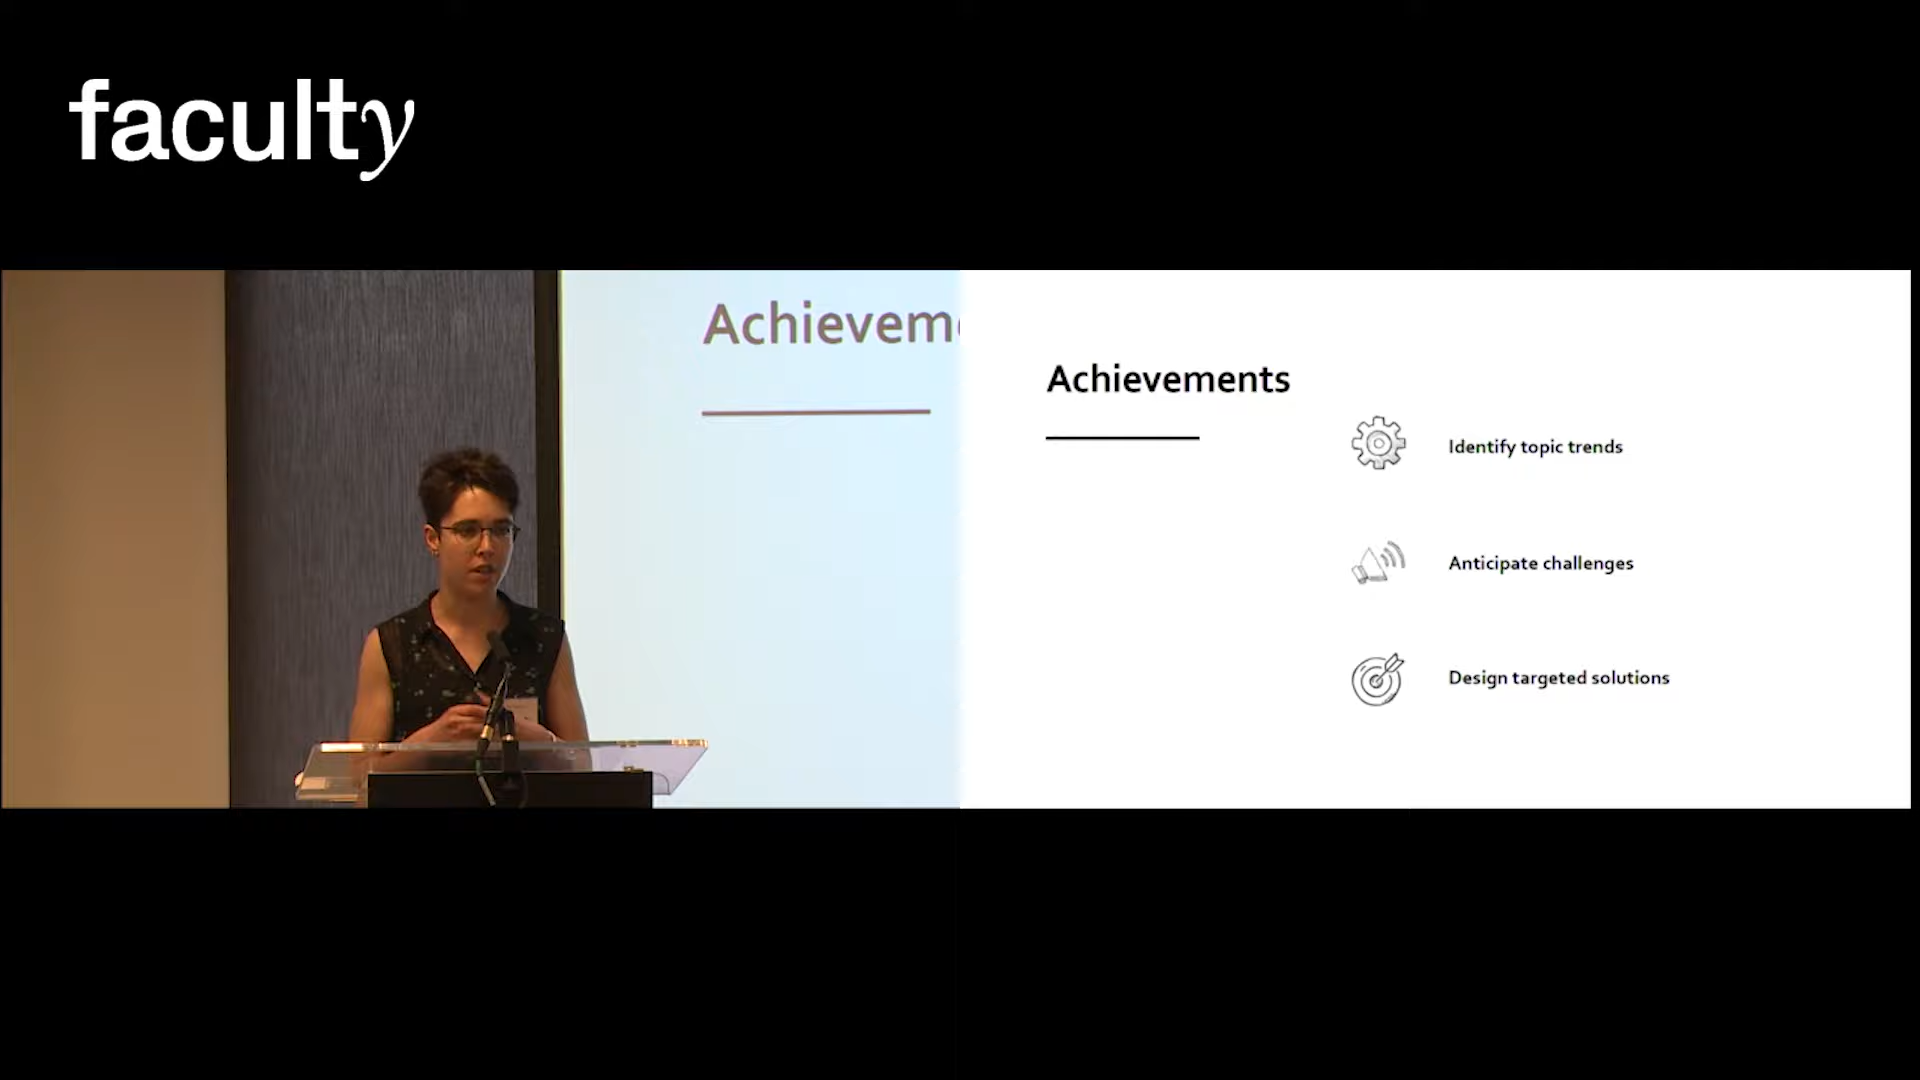 faculty
Achievem
Achievements
Identify topic trends
Anticipate challenges
Design targeted solutions